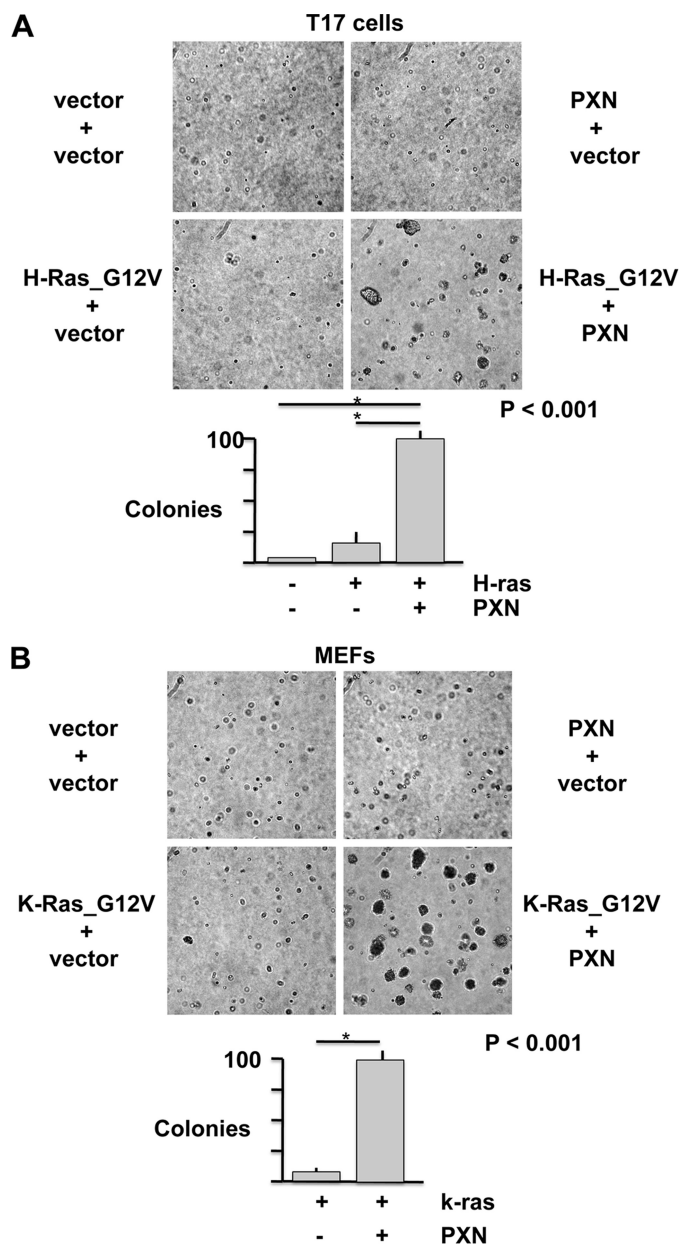 A
T17 cells
vector
+
vector
PXN
+
vector
H-Ras_G12V
+
vector
H-Ras_G12V
+
PXN
*
P < 0.001
*
100
Colonies
- + + H-ras
- - + PXN
B
MEFs
vector
+
vector
PXN
+
vector
K-Ras_G12V
+
vector
K-Ras_G12V
+
PXN
*
P < 0.001
100
Colonies
+ + k-ras
- + PXN